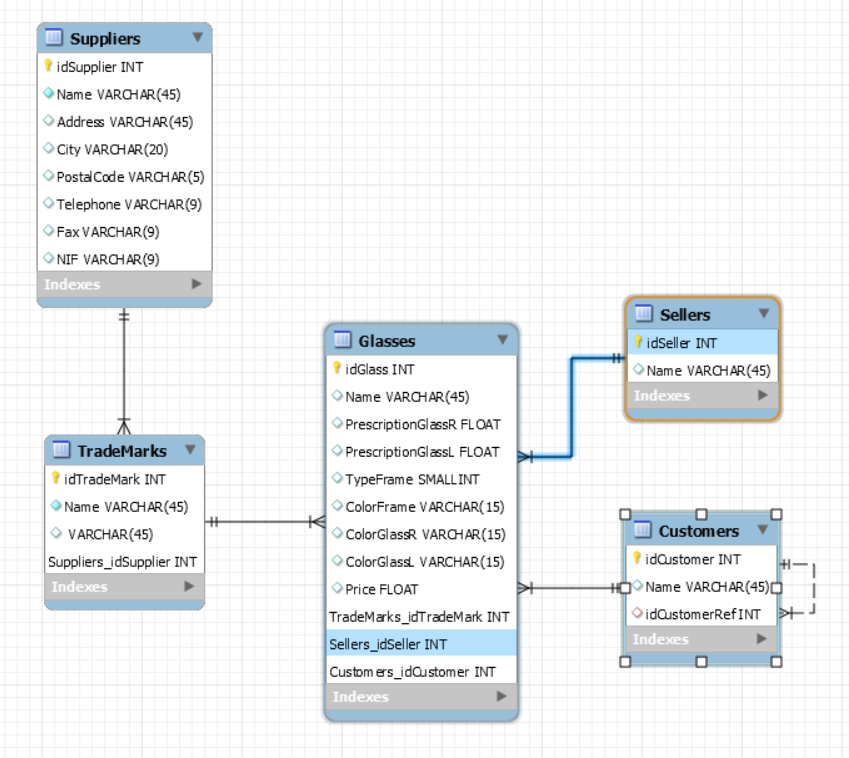 Suppliers
idSupplier INT
Name VARCHAR(45)
Address VARCHAR(45)
City VARCHAR(20)
PostalCode VARCHAR(5)
Telephone VARCHAR(9)
Fax VARCHAR(9)
NIF VARCHAR(9)
Indexes
TradeMarks
idTradeMark INT
Name VARCHAR(45)
VARCHAR(45)
Suppliers_idSupplier INT
Indexes
Glasses
idGlass INT
Name VARCHAR(45)
PrescriptionGlassR FLOAT
PrescriptionGlassL FLOAT
TypeFrame SMALLINT
ColorFrame VARCHAR(15)
ColorGlassR VARCHAR(15)
ColorGlassL VARCHAR(15)
Price FLOAT
TradeMarks_idTradeMark INT
Sellers_idSeller INT
Customers_idCustomer INT
Indexes
Sellers
idSeller INT
Name VARCHAR(45)
Indexes
Customers
idCustomer INT
Name VARCHAR(45)
idCustomerRef INT
Indexes